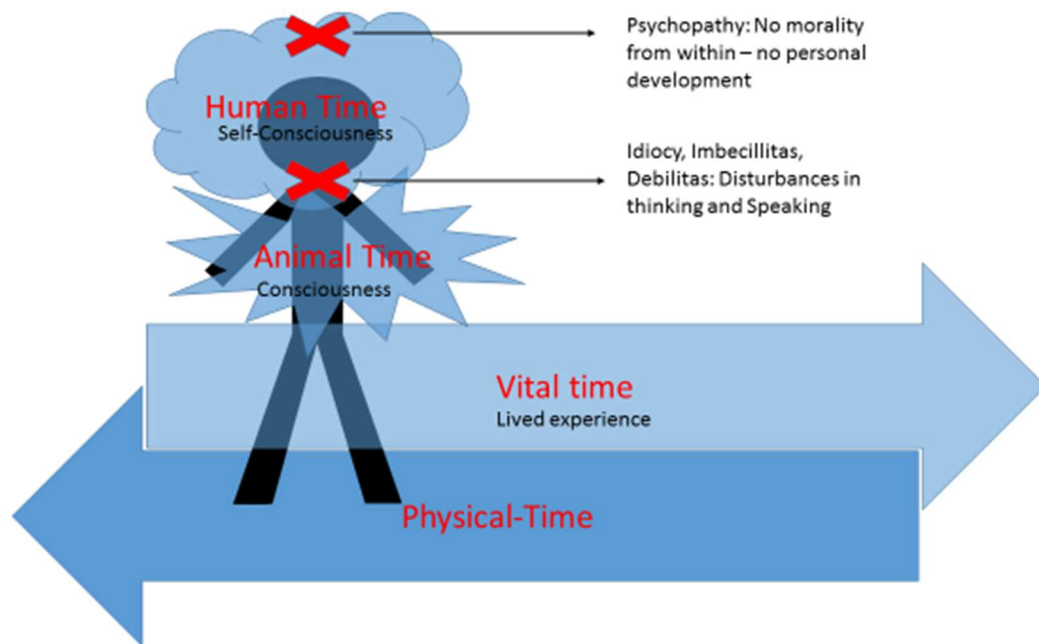 Psychopathy: No morality
from within – no personal
development
Human Time
Self-Consciousness
Idiocy, Imbecillitas,
Debilitas: Disturbances in
thinking and Speaking
Animal Time
Consciousness
Vital time
Lived experience
Physical-Time